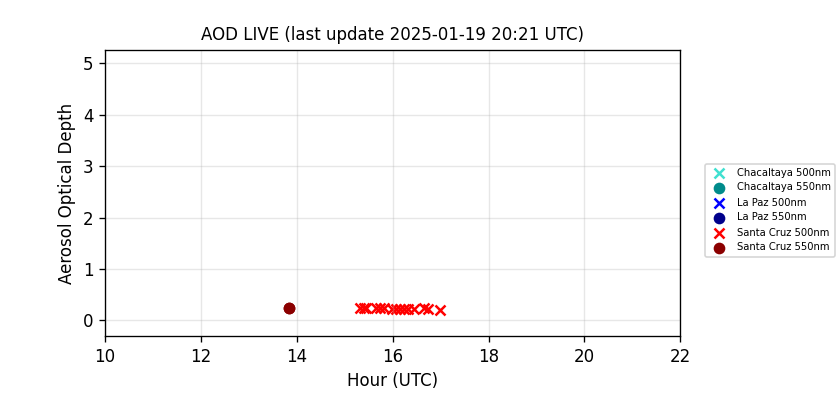 AOD LIVE (last update 2025-01-19 20:21 UTC)
5
4
3
2
1
0
Aerosol Optical Depth
10 12 14 16 18 20 22
Hour (UTC)
Chacaltaya 500nm
Chacaltaya 550nm
La Paz 500nm
La Paz 550nm
Santa Cruz 500nm
Santa Cruz 550nm